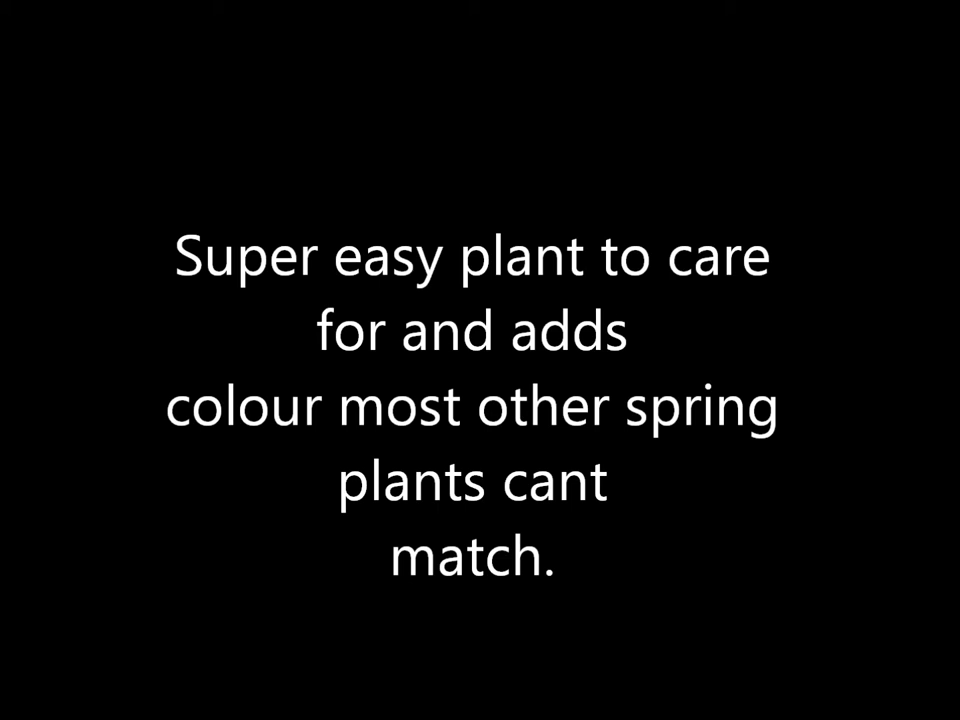 Super easy plant to care
for and adds
colour most other spring
plants cant
match.